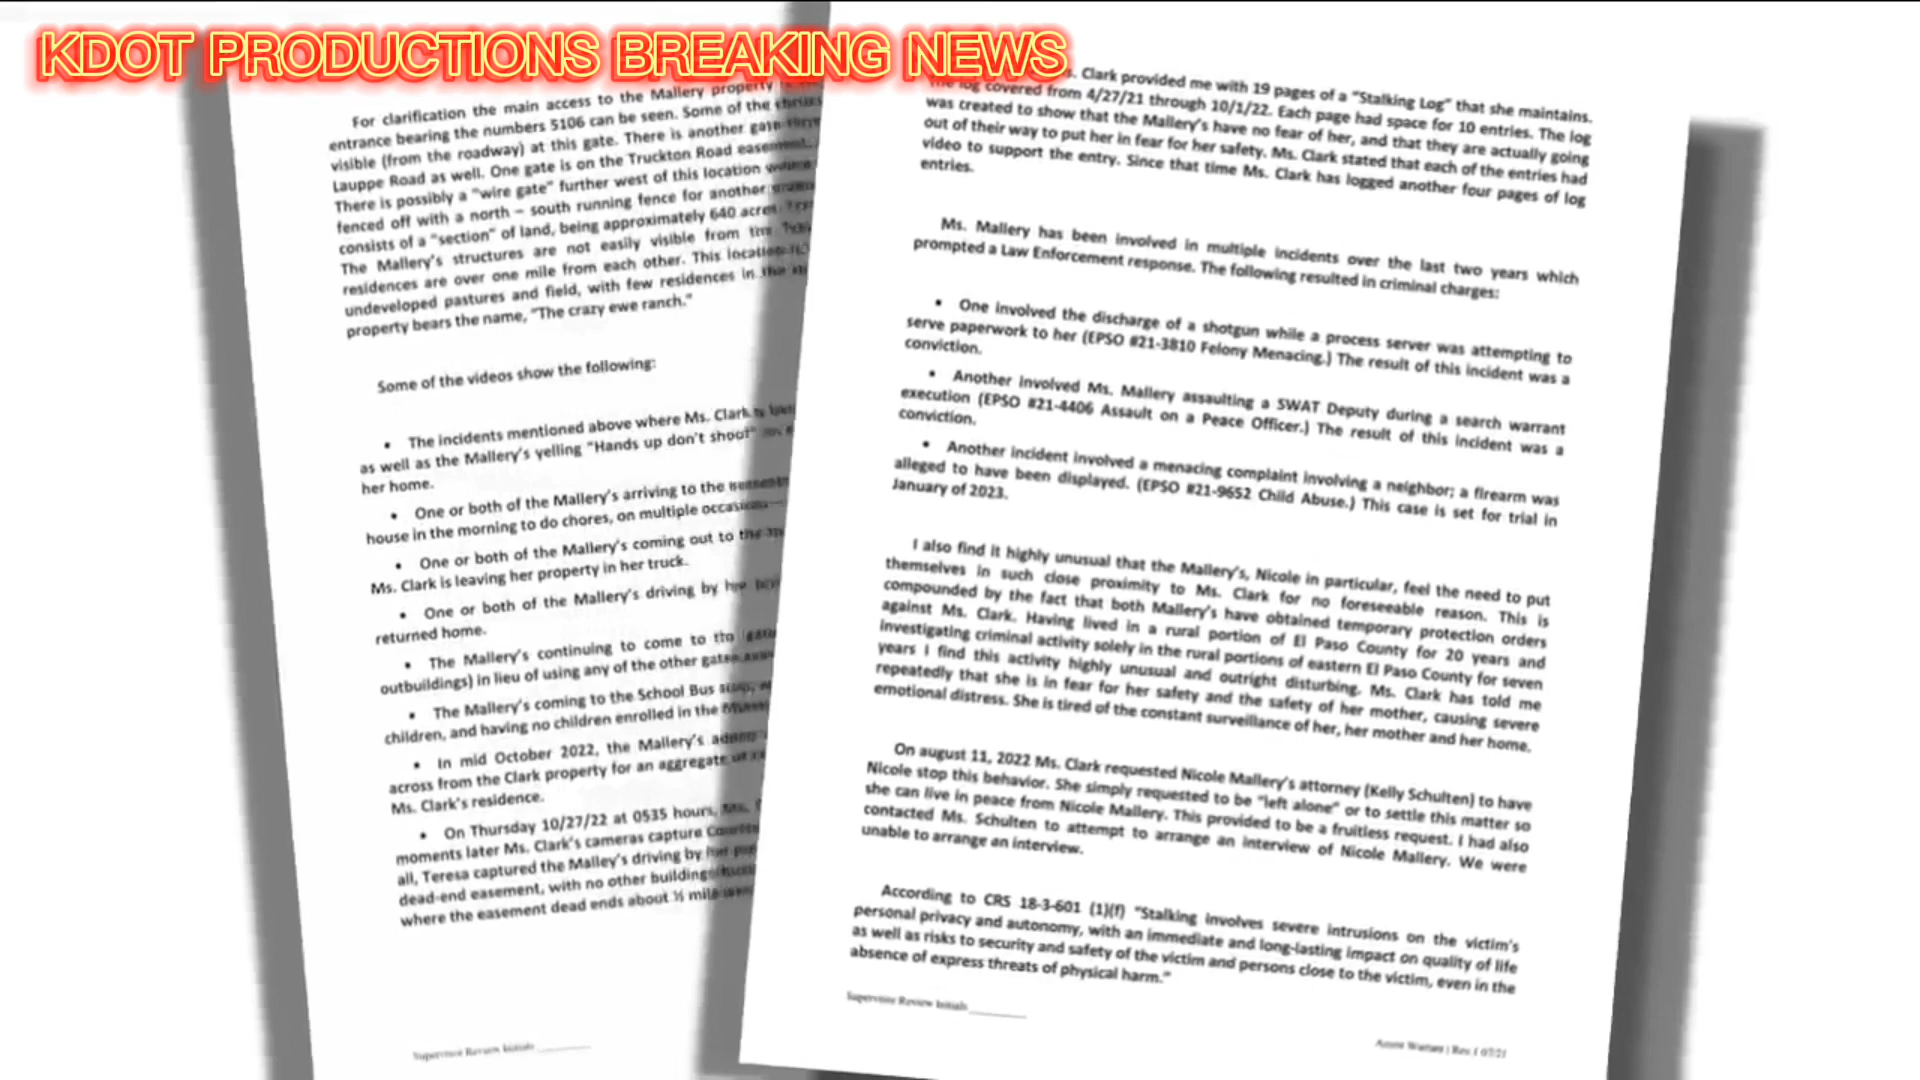 KDOT PRODUCTIONS BREAKING NEWS
For clarification the main access to the Mallery property
entrance bearing the numbers 5106 can be seen. Some of the
visible (from the roadway) at this gate. There is another gate
Lauppe Road as well. One gate is on the Truckton Road easement.
There is possibly a "wire gate" further west of this location
fenced off with a north – south running fence for another
consists of a "section" of land, being approximately 640 acres.
The Mallery's structures are not easily visible from the
residences are over one mile from each other. This location
undeveloped pastures and field, with few residences in the
property bears the name, "The crazy ewe ranch."
Some of the videos show the following:
• The incidents mentioned above where Ms. Clark is
as well as the Mallery's yelling "Hands up don't shoot"
her home.
• One or both of the Mallery's arriving to the
house in the morning to do chores, on multiple occasions
• One or both of the Mallery's coming out to the
Ms. Clark is leaving her property in her truck.
• One or both of the Mallery's driving by her
returned home.
• The Mallery's continuing to come to the
outbuildings) in lieu of using any of the other gates
• The Mallery's coming to the School Bus stop,
children, and having no children enrolled in the
• In mid October 2022, the Mallery's
across from the Clark property for an aggregate
Ms. Clark's residence.
• On Thursday 10/27/22 at 0535 hours, Ms.
moments later Ms. Clark's cameras capture
all, Teresa captured the Malley's driving by her
dead-end easement, with no other buildings
where the easement dead ends about ½ mile
Supervisor Review Initials
Clark provided me with 19 pages of a "Stalking Log" that she maintains.
The log covered from 4/27/21 through 10/1/22. Each page had space for 10 entries. The log
was created to show that the Mallery's have no fear of her, and that they are actually going
out of their way to put her in fear for her safety. Ms. Clark stated that each of the entries had
video to support the entry. Since that time Ms. Clark has logged another four pages of log
entries.
Ms. Mallery has been involved in multiple incidents over the last two years which
prompted a Law Enforcement response. The following resulted in criminal charges:
• One involved the discharge of a shotgun while a process server was attempting to
serve paperwork to her (EPSO #21-3810 Felony Menacing.) The result of this incident was a
conviction.
• Another involved Ms. Mallery assaulting a SWAT Deputy during a search warrant
execution (EPSO #21-4406 Assault on a Peace Officer.) The result of this incident was a
conviction.
• Another incident involved a menacing complaint involving a neighbor; a firearm was
alleged to have been displayed. (EPSO #21-9652 Child Abuse.) This case is set for trial in
January of 2023.
I also find it highly unusual that the Mallery's, Nicole in particular, feel the need to put
themselves in such close proximity to Ms. Clark for no foreseeable reason. This is
compounded by the fact that both Mallery's have obtained temporary protection orders
against Ms. Clark. Having lived in a rural portion of El Paso County for 20 years and
investigating criminal activity solely in the rural portions of eastern El Paso County for seven
years I find this activity highly unusual and outright disturbing. Ms. Clark has told me
repeatedly that she is in fear for her safety and the safety of her mother, causing severe
emotional distress. She is tired of the constant surveillance of her, her mother and her home.
On august 11, 2022 Ms. Clark requested Nicole Mallery's attorney (Kelly Schulten) to have
Nicole stop this behavior. She simply requested to be "left alone" or to settle this matter so
she can live in peace from Nicole Mallery. This provided to be a fruitless request. I had also
contacted Ms. Schulten to attempt to arrange an interview of Nicole Mallery. We were
unable to arrange an interview.
According to CRS 18-3-601 (1)(f) "Stalking involves severe intrusions on the victim's
personal privacy and autonomy, with an immediate and long-lasting impact on quality of life
as well as risks to security and safety of the victim and persons close to the victim, even in the
absence of express threats of physical harm."
Supervisor Review Initials
Arrest Warrant | Rev.1 07/21